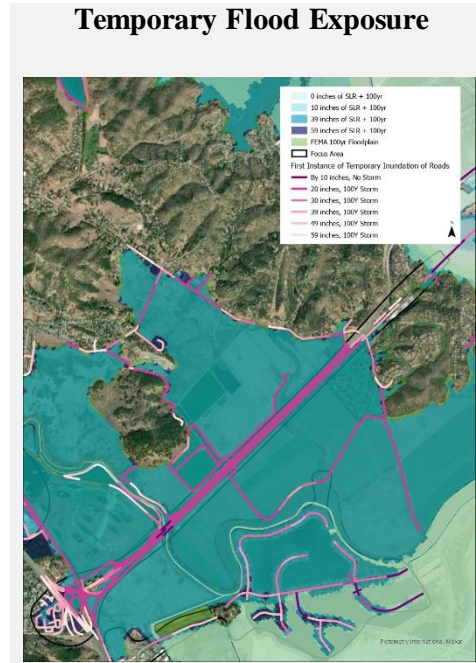 Temporary Flood Exposure
0 inches of SLR + 100yr
10 inches of SLR + 100yr
39 inches of SLR + 100yr
59 inches of SLR + 100yr
FEMA 100yr Floodplain
Focus Area
First Instance of Temporary Inundation of Roads
By 10 inches, No Storm
20 inches, 100Y Storm
30 inches, 100Y Storm
39 inches, 100Y Storm
49 inches, 100Y Storm
59 inches, 100Y Storm
Pictometry International, Maxar